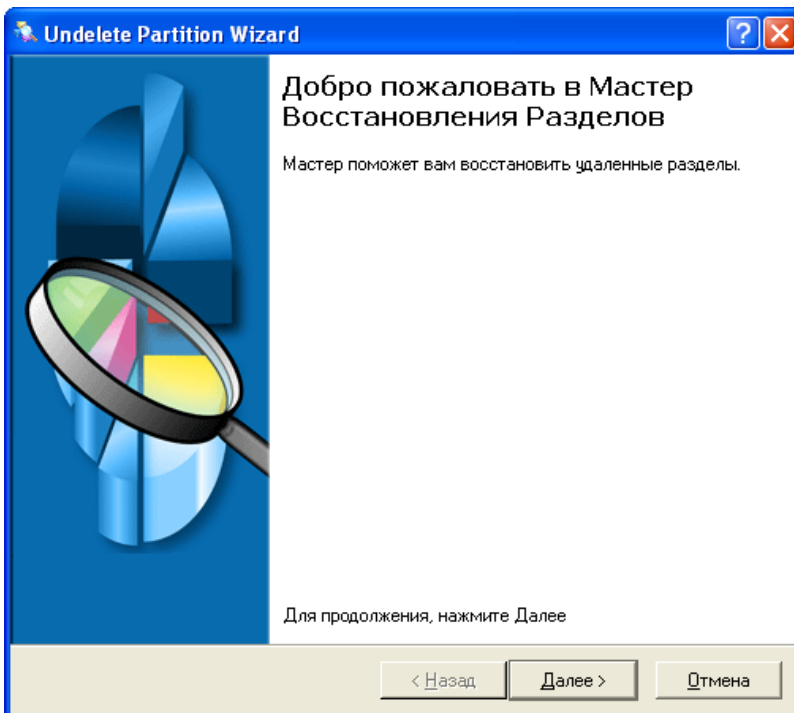 Undelete Partition Wizard
Добро пожаловать в Мастер
Восстановления Разделов
Мастер поможет вам восстановить удаленные разделы.
Для продолжения, нажмите Далее
< Назад Далее > Отмена